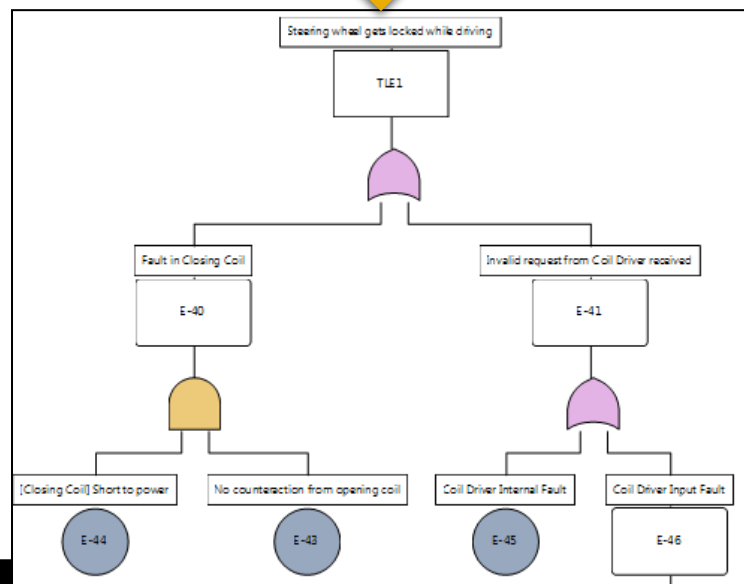 Steering wheel gets locked while driving
TLE1
Fault in Closing Coil
Invalid request from Coil Driver received
E-40
E-41
[Closing Coil] Short to power
No counteraction from opening coil
Coil Driver Internal Fault
Coil Driver Input Fault
E-44
E-43
E-45
E-46